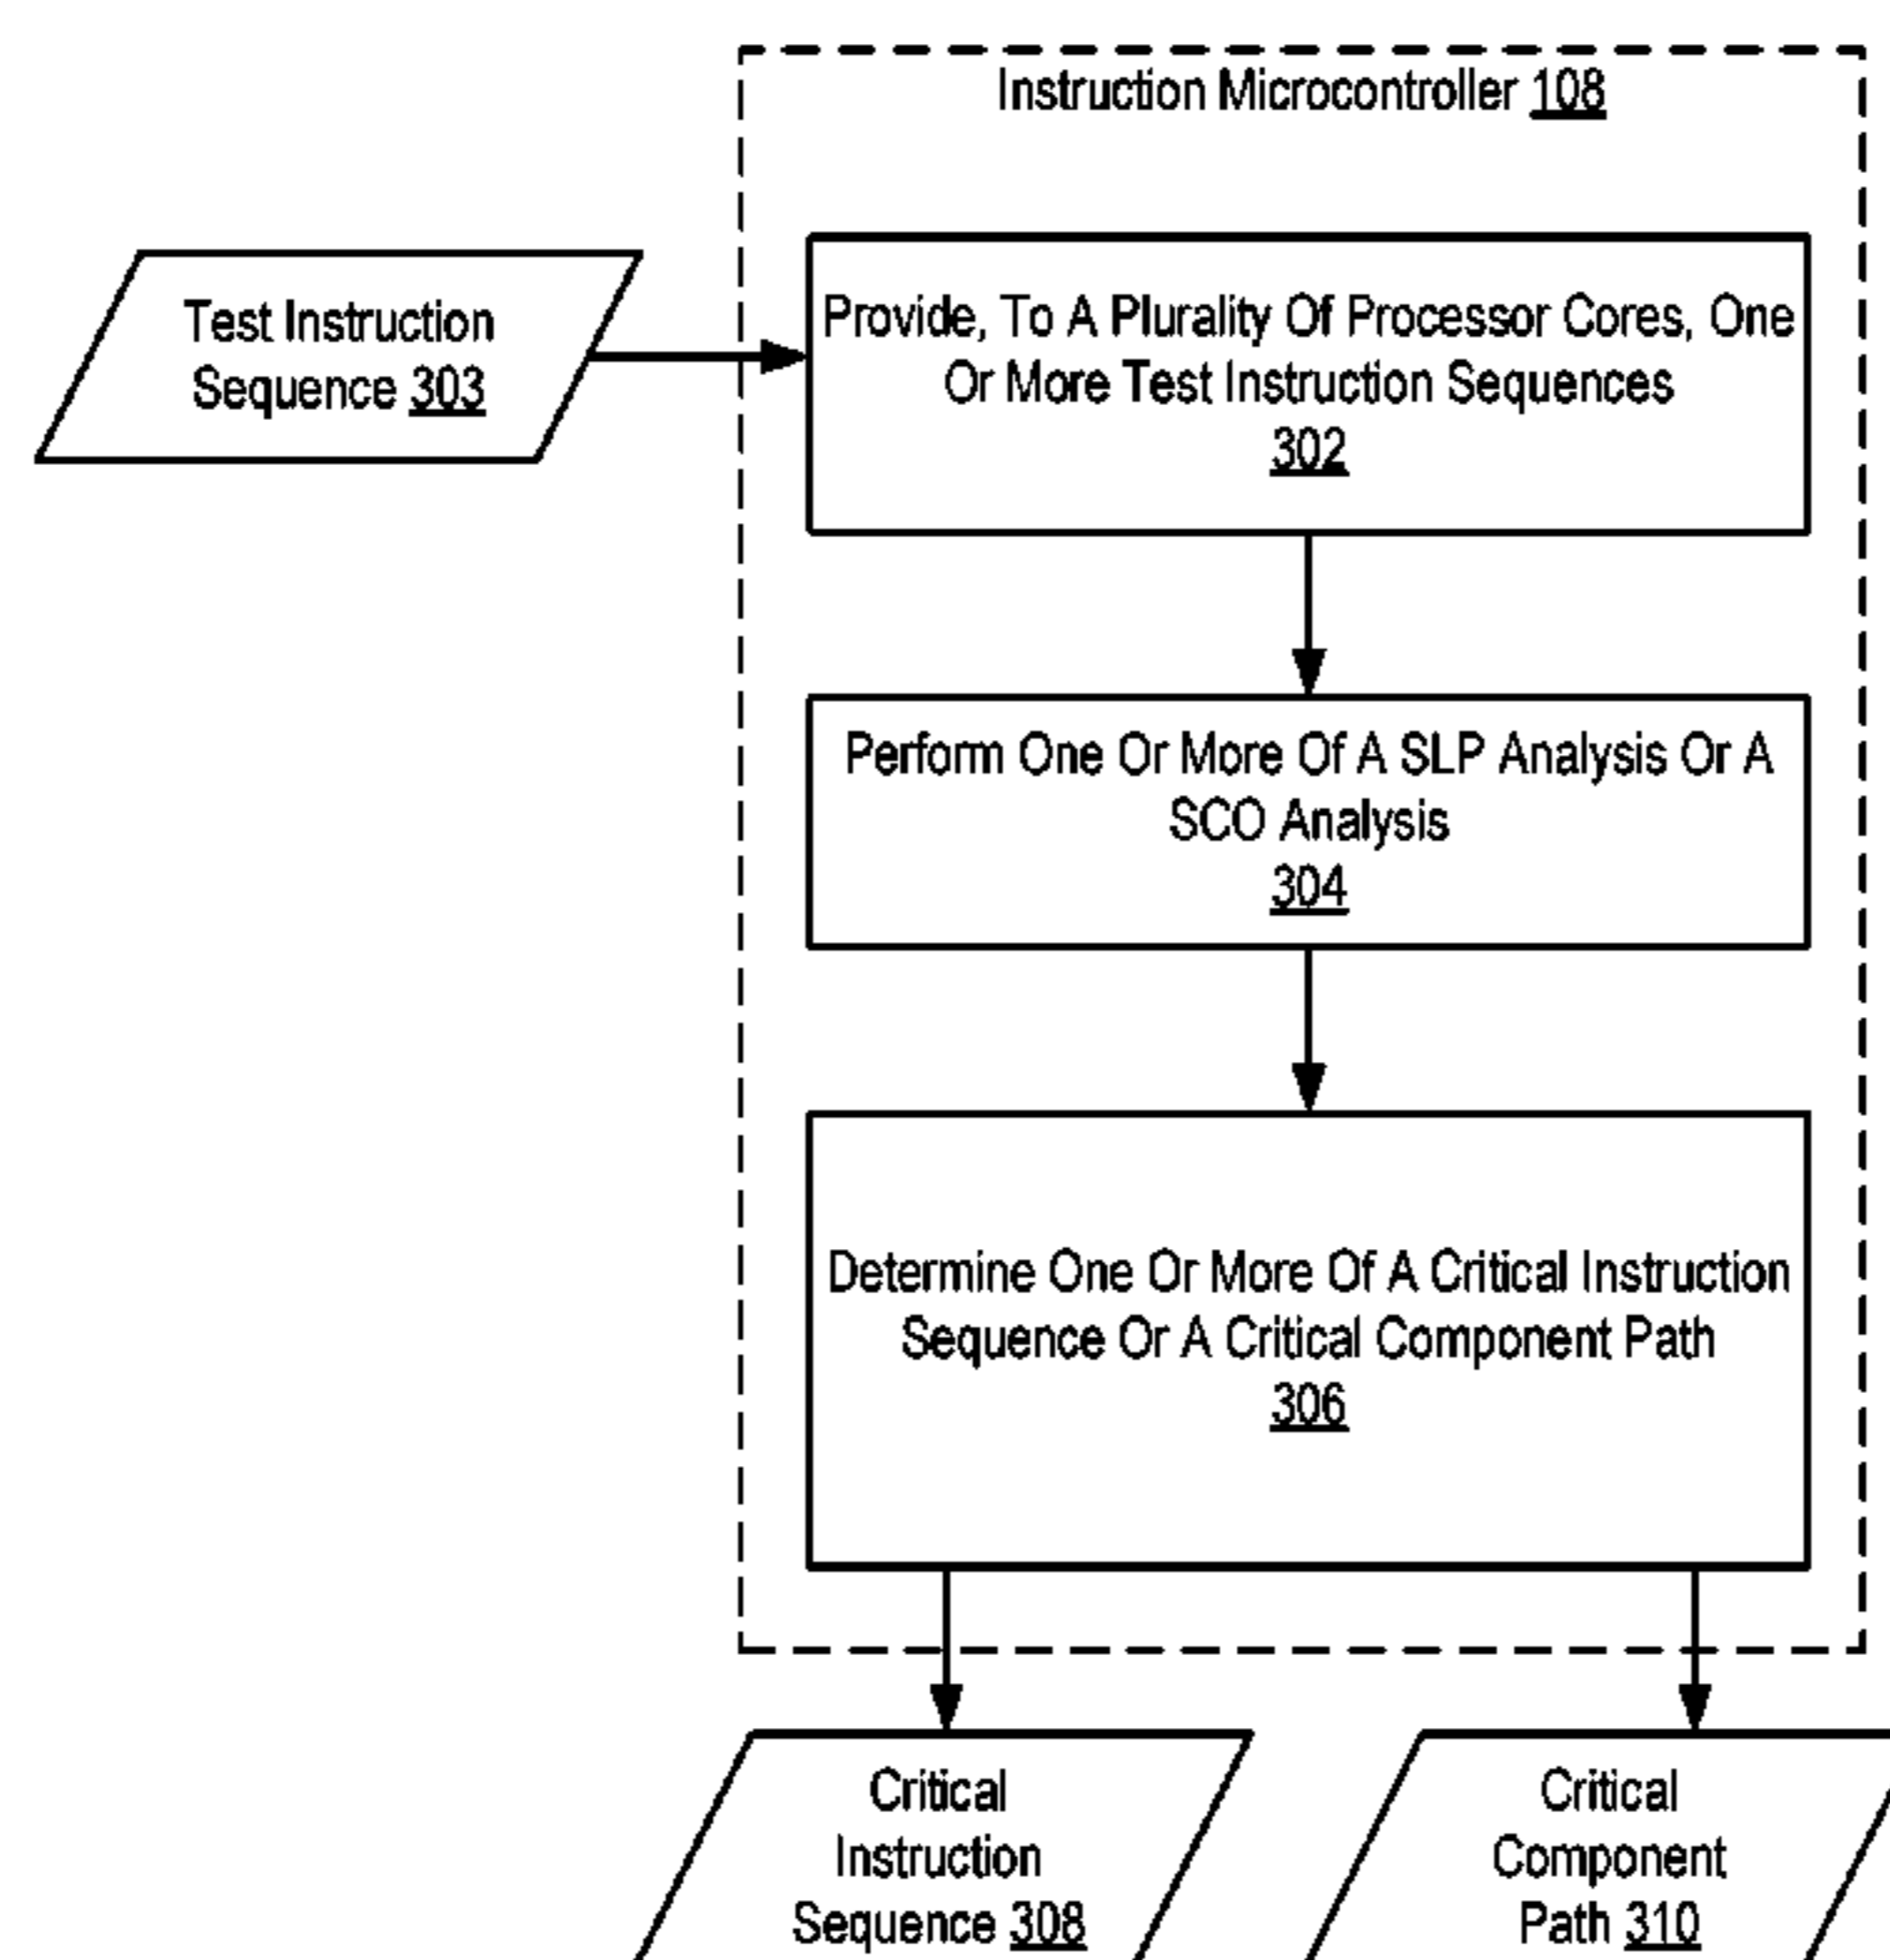 Instruction Microcontroller 108
Test Instruction
Sequence 303
Provide, To A Plurality Of Processor Cores, One
Or More Test Instruction Sequences
302
Perform One Or More Of A SLP Analysis Or A
SCO Analysis
304
Determine One Or More Of A Critical Instruction
Sequence Or A Critical Component Path
306
Critical
Instruction
Sequence 308
Critical
Component
Path 310